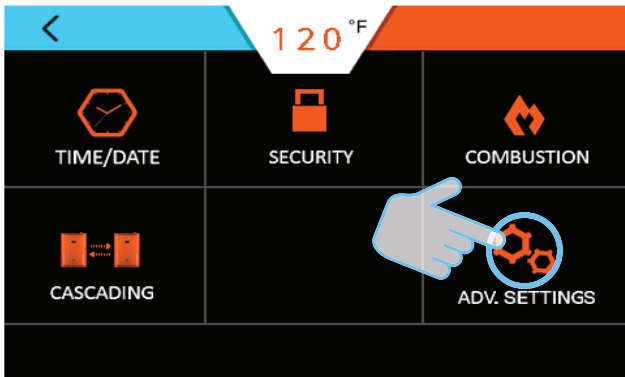 120°F
TIME/DATE
SECURITY
COMBUSTION
CASCADING
ADV. SETTINGS